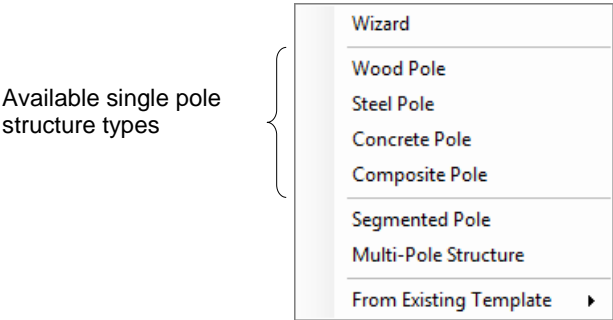 Wizard
Available single pole
structure types
Wood Pole
Steel Pole
Concrete Pole
Composite Pole
Segmented Pole
Multi-Pole Structure
From Existing Template